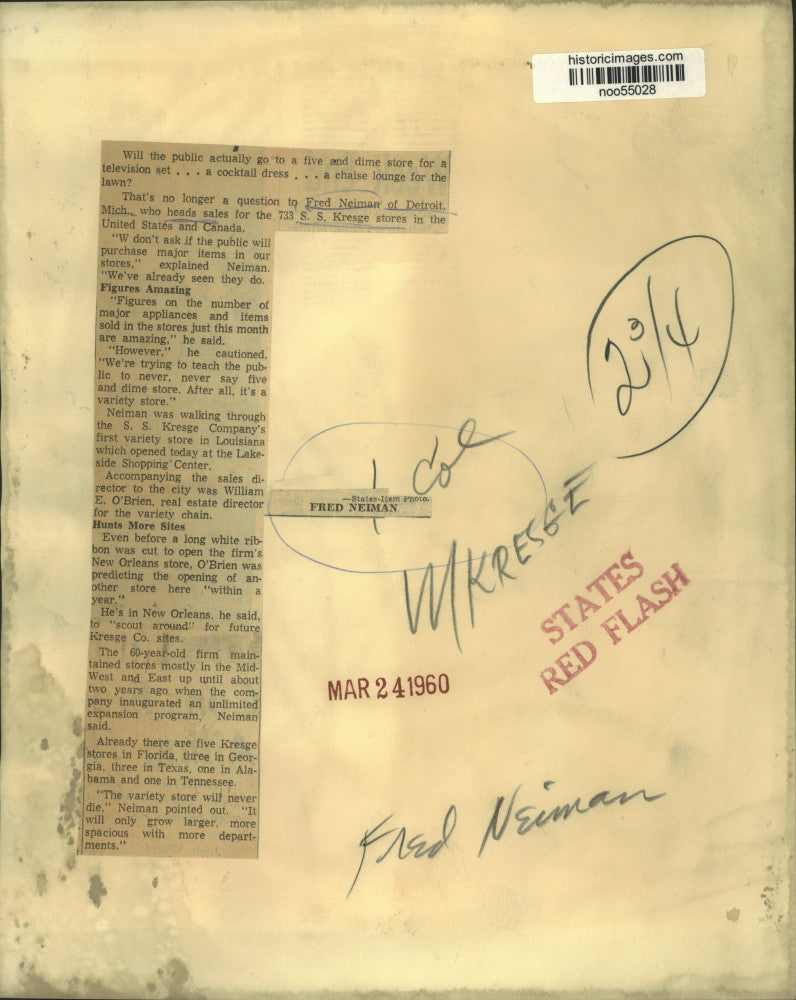 historicimages.com
noo55028
Will the public actually go to a five and dime store for a
television set . . . a cocktail dress . . . a chaise lounge for the
lawn?
That's no longer a question to Fred Neiman of Detroit,
Mich., who heads sales for the 733 S. S. Kresge stores in the
United States and Canada.
"W don't ask if the public will
purchase major items in our
stores," explained Neiman.
"We've already seen they do.
Figures Amazing
"Figures on the number of
major appliances and items
sold in the stores just this month
are amazing," he said.
"However," he cautioned,
"We're trying to teach the pub-
lic to never, never say five
and dime store. After all, it's a
variety store."
Neiman was walking through
the S. S. Kresge Company's
first variety store in Louisiana
which opened today at the Lake-
side Shopping Center.
Accompanying the sales di-
rector to the city was William
E. O'Brien, real estate director
for the variety chain.
Hunts More Sites
Even before a long white rib-
bon was cut to open the firm's
New Orleans store, O'Brien was
predicting the opening of an-
other store here "within a
year."
He's in New Orleans, he said,
to "scout around" for future
Kresge Co. sites.
The 60-year-old firm main-
tained stores mostly in the Mid-
West and East up until about
two years ago when the com-
pany inaugurated an unlimited
expansion program, Neiman
said.
Already there are five Kresge
stores in Florida, three in Geor-
gia, three in Texas, one in Ala-
bama and one in Tennessee.
"The variety store will never
die," Neiman pointed out. "It
will only grow larger, more
spacious with more depart-
ments."
2 3/4
1 Col
—States-Item Photo.
FRED NEIMAN
KRESGE
STATES
RED FLASH
MAR 24 1960
Fred Neiman